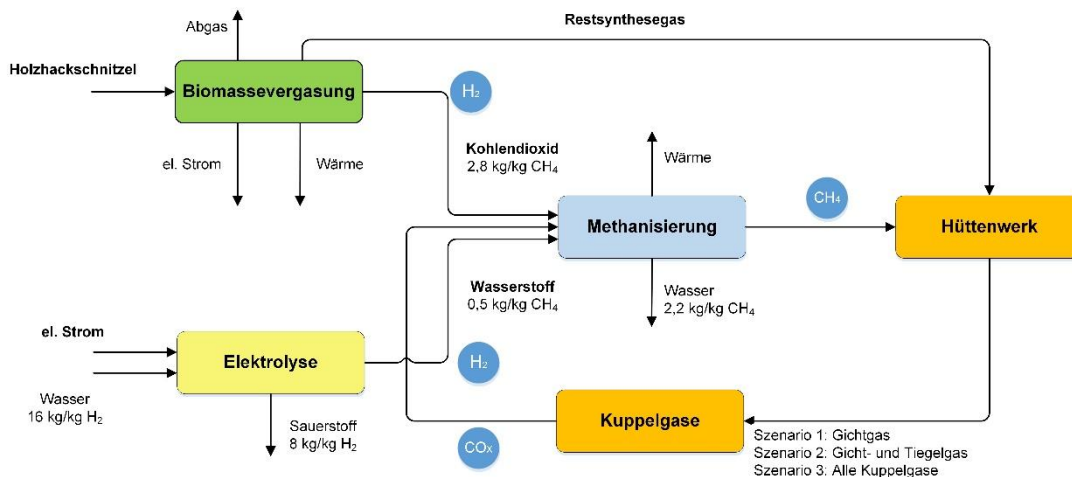 Restsynthesegas
Abgas
Holzhackschnitzel
Biomassevergasung
H₂
el. Strom
Wärme
Kohlendioxid
2,8 kg/kg CH₄
Wärme
CH₄
Methanisierung
Hüttenwerk
Wasserstoff
0,5 kg/kg CH₄
Wasser
2,2 kg/kg CH₄
el. Strom
Elektrolyse
H₂
Wasser
16 kg/kg H₂
Sauerstoff
8 kg/kg H₂
COₓ
Kuppelgase
Szenario 1: Gichtgas
Szenario 2: Gicht- und Tiegelgas
Szenario 3: Alle Kuppelgase